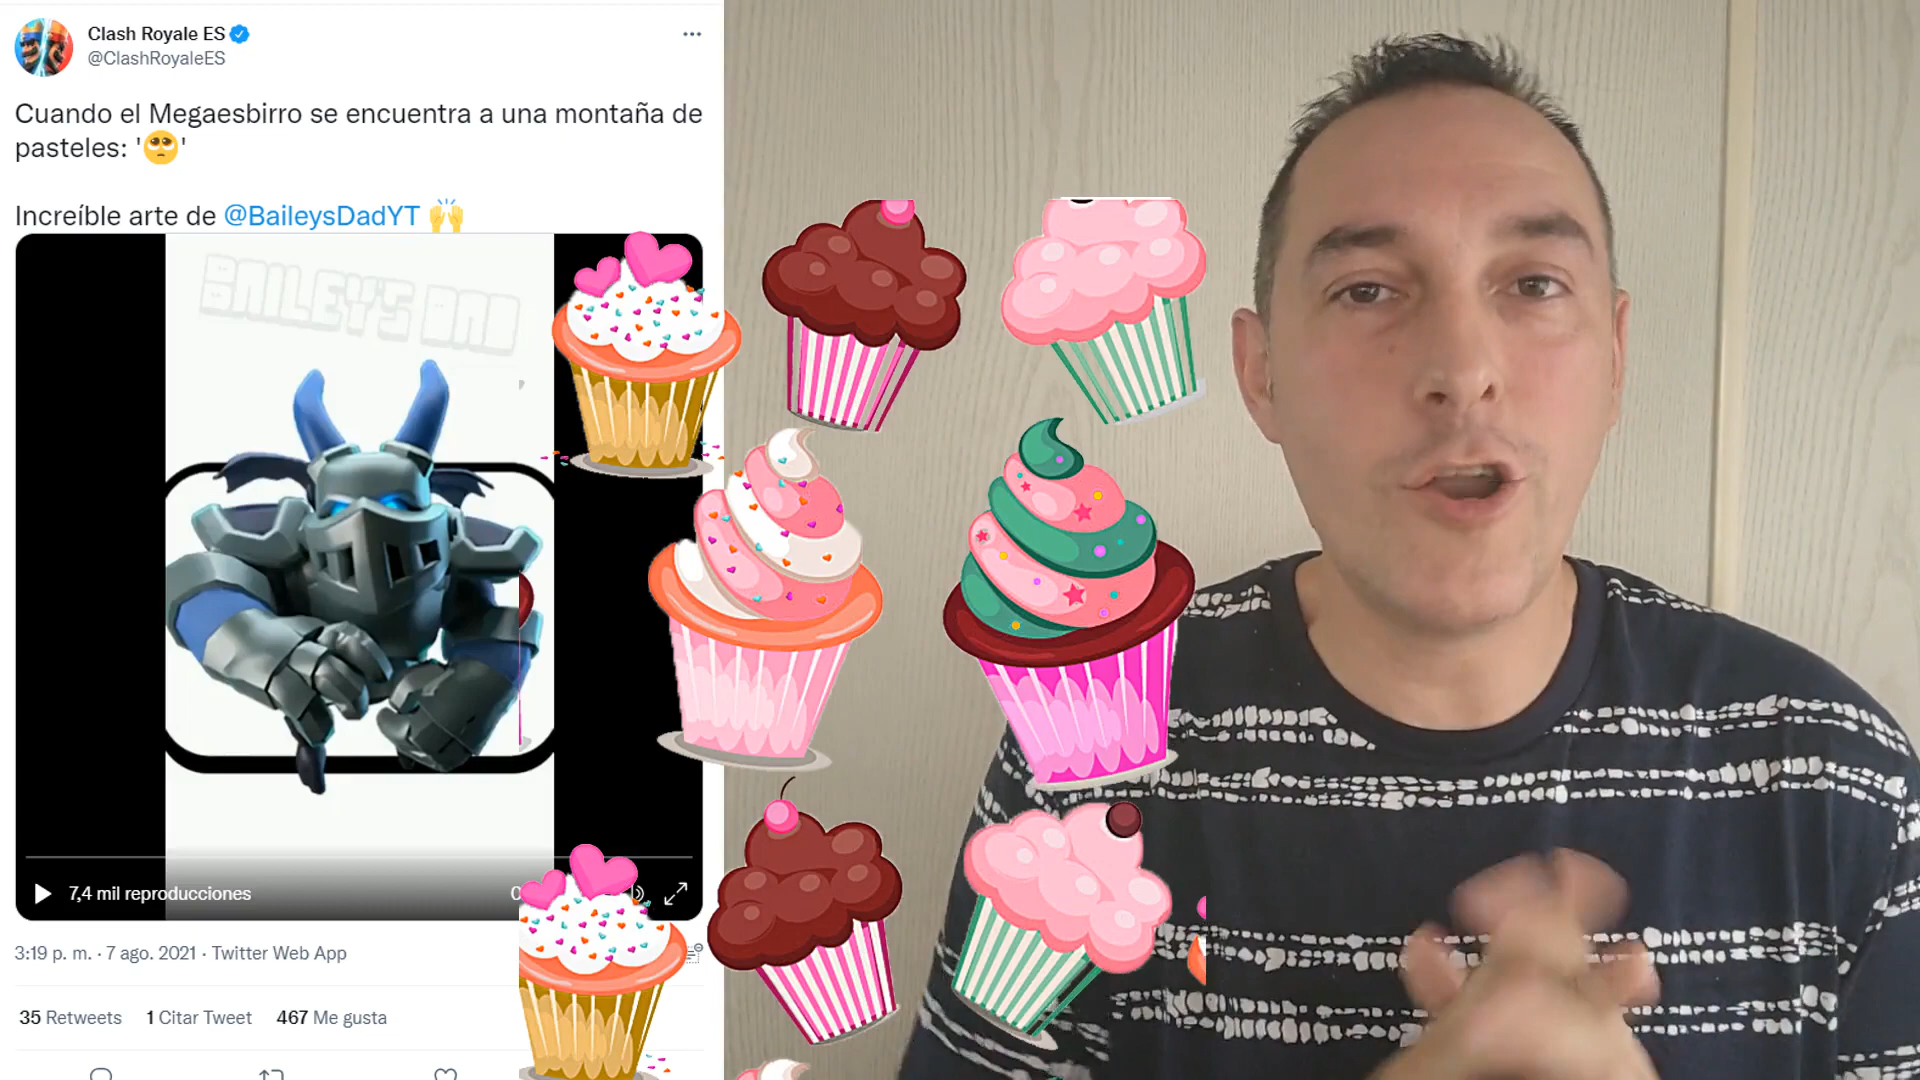 Clash Royale ES
@ClashRoyaleES
Cuando el Megaesbirro se encuentra a una montaña de
pasteles: '🥺'
Increíble arte de @BaileysDadYT 🙌
BAILEY'S DAD
7,4 mil reproducciones
3:19 p. m. · 7 ago. 2021 · Twitter Web App
35 Retweets 1 Citar Tweet 467 Me gusta